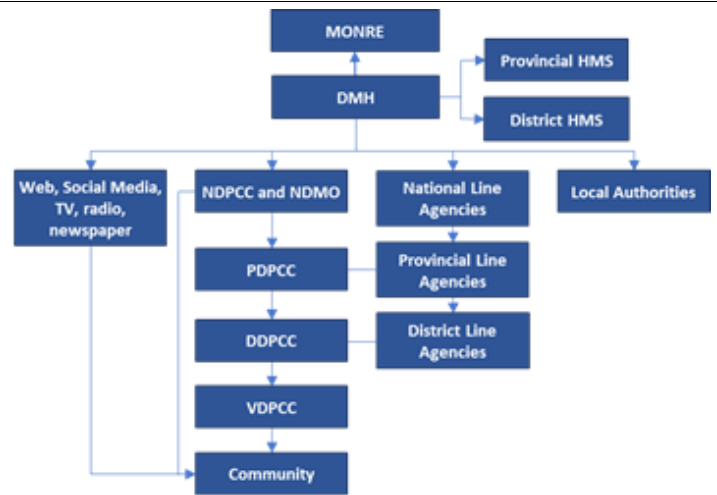 MONRE
Provincial HMS
DMH
District HMS
Web, Social Media,
TV, radio,
newspaper
NDPCC and NDMO
National Line
Agencies
Local Authorities
PDPCC
Provincial Line
Agencies
DDPCC
District Line
Agencies
VDPCC
Community